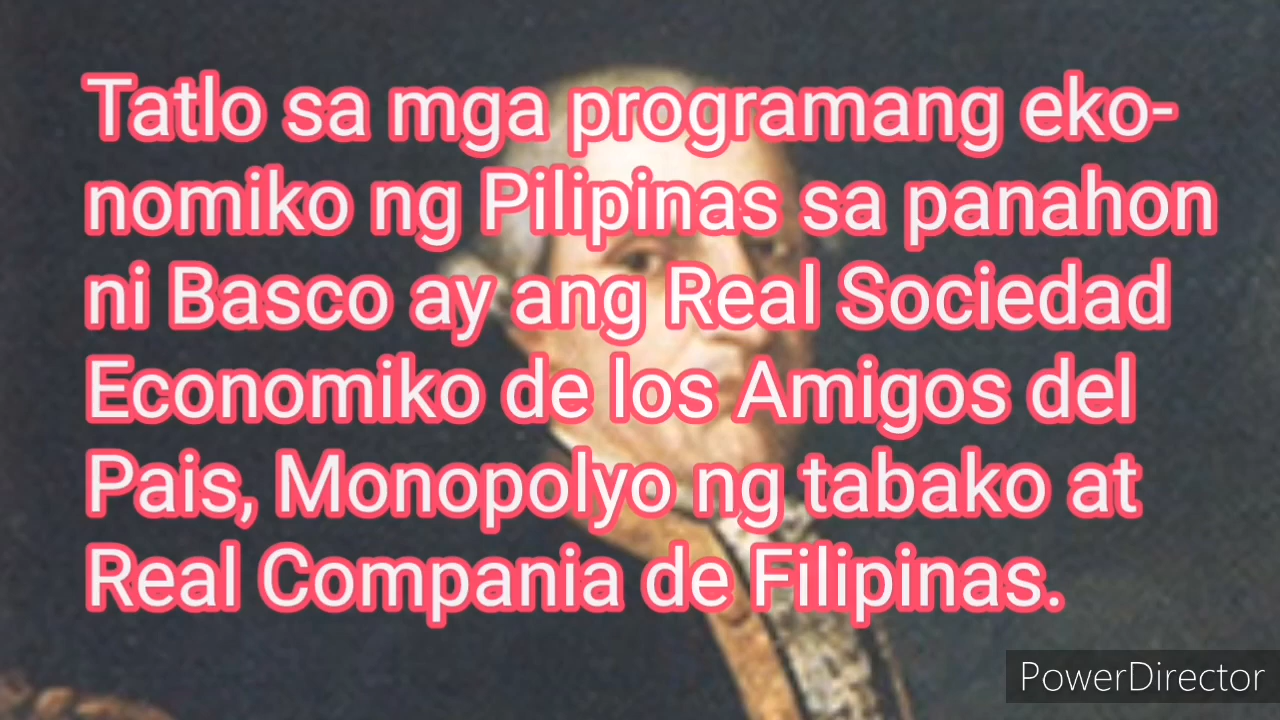 Tatlo sa mga programang eko-
nomiko ng Pilipinas sa panahon
ni Basco ay ang Real Sociedad
Economiko de los Amigos del
Pais, Monopolyo ng tabako at
Real Compania de Filipinas.
PowerDirector